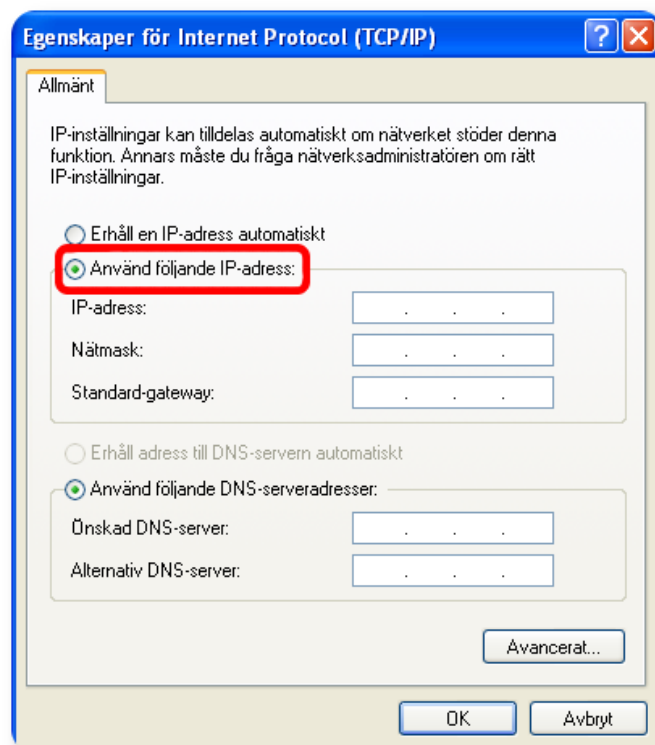 Egenskaper för Internet Protocol (TCP/IP)
Allmänt
IP-inställningar kan tilldelas automatiskt om nätverket stöder denna
funktion. Annars måste du fråga nätverksadministratören om rätt
IP-inställningar.
Erhåll en IP-adress automatiskt
Använd följande IP-adress:
IP-adress:
Nätmask:
Standard-gateway:
Erhåll adress till DNS-servern automatiskt
Använd följande DNS-serveradresser:
Önskad DNS-server:
Alternativ DNS-server:
Avancerat...
OK Avbryt